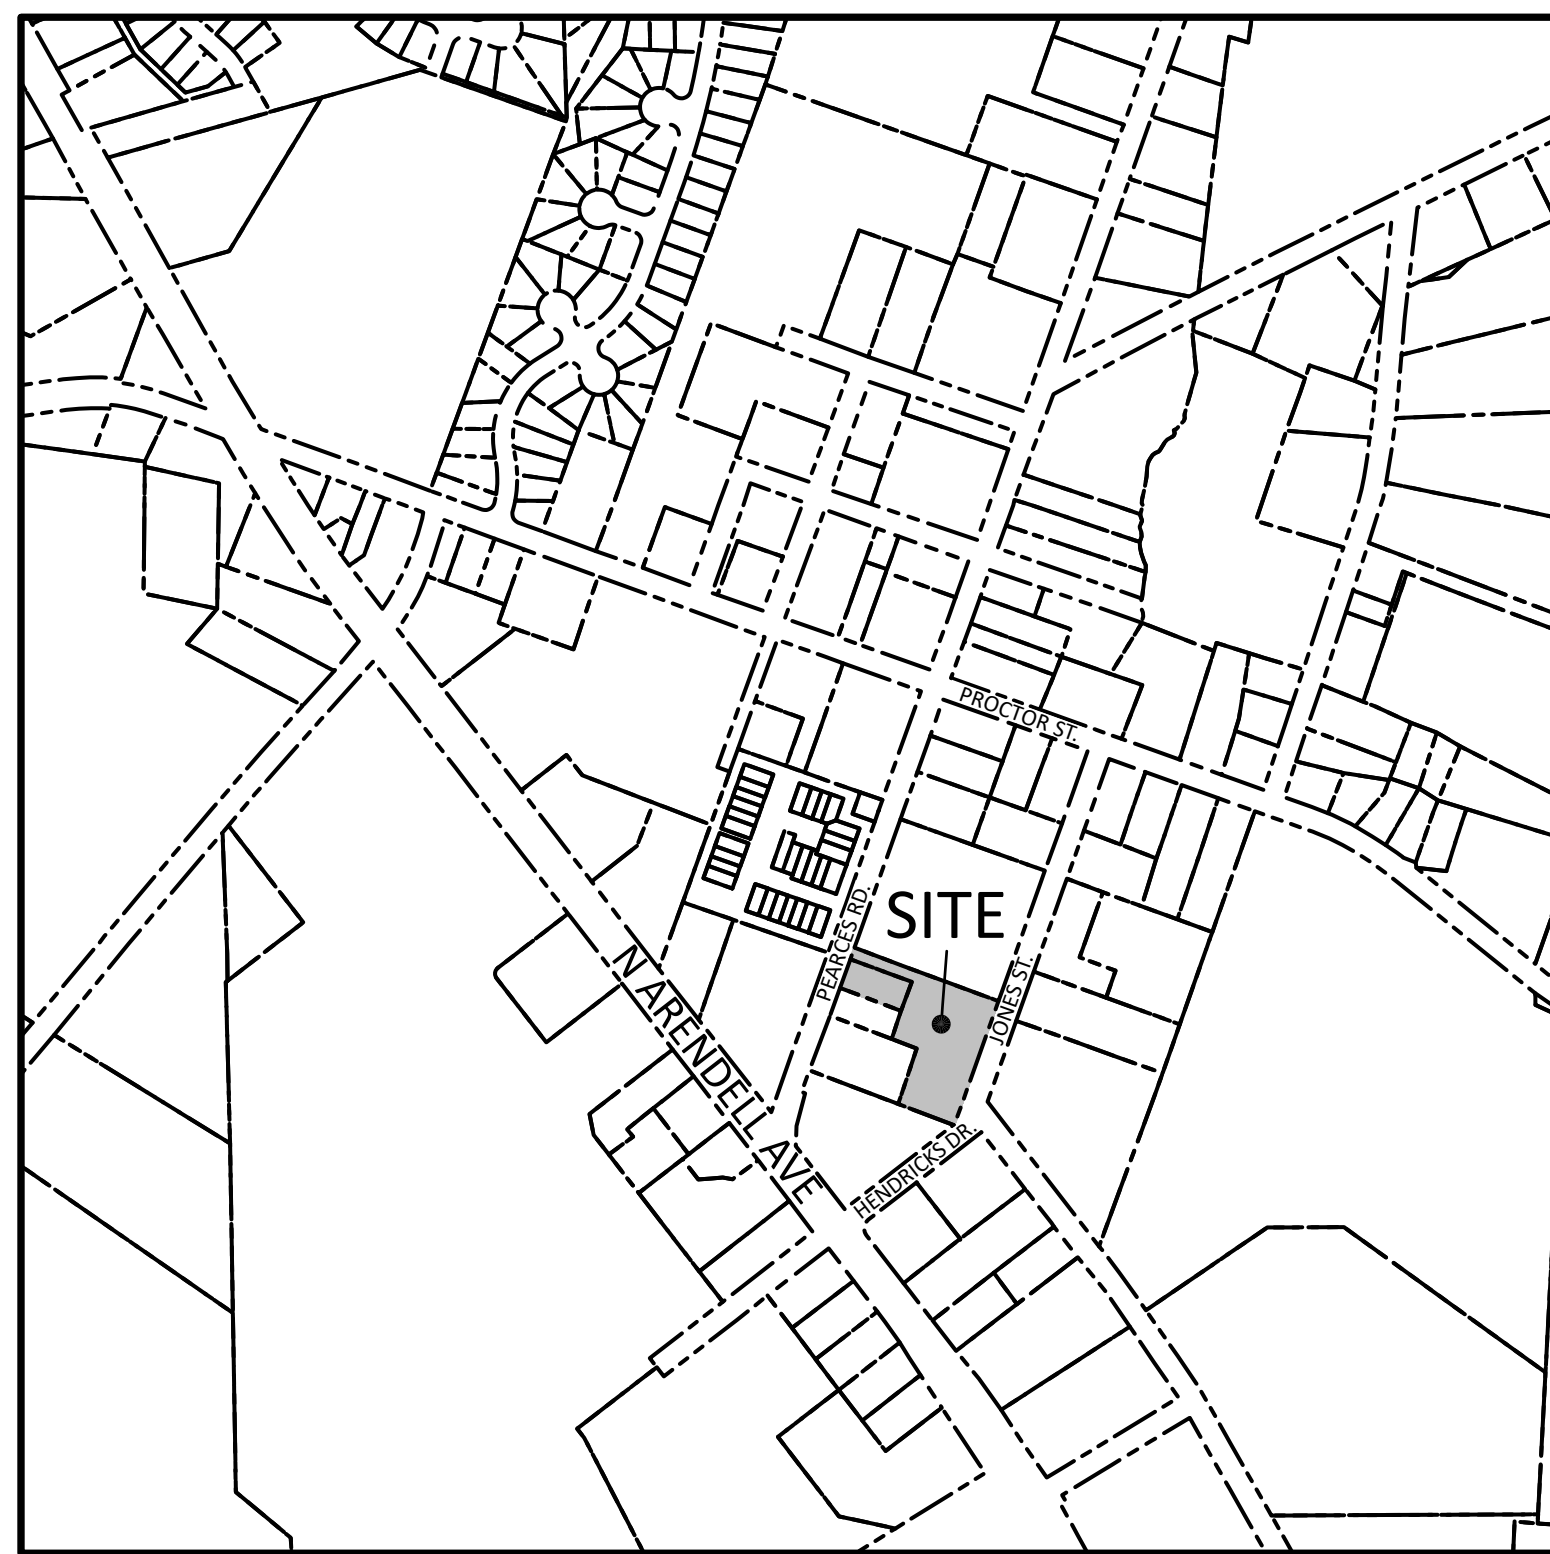 PROCTOR ST.
PEARCES RD.
SITE
JONES ST.
N ARENDELL AVE
HENDRICKS DR.